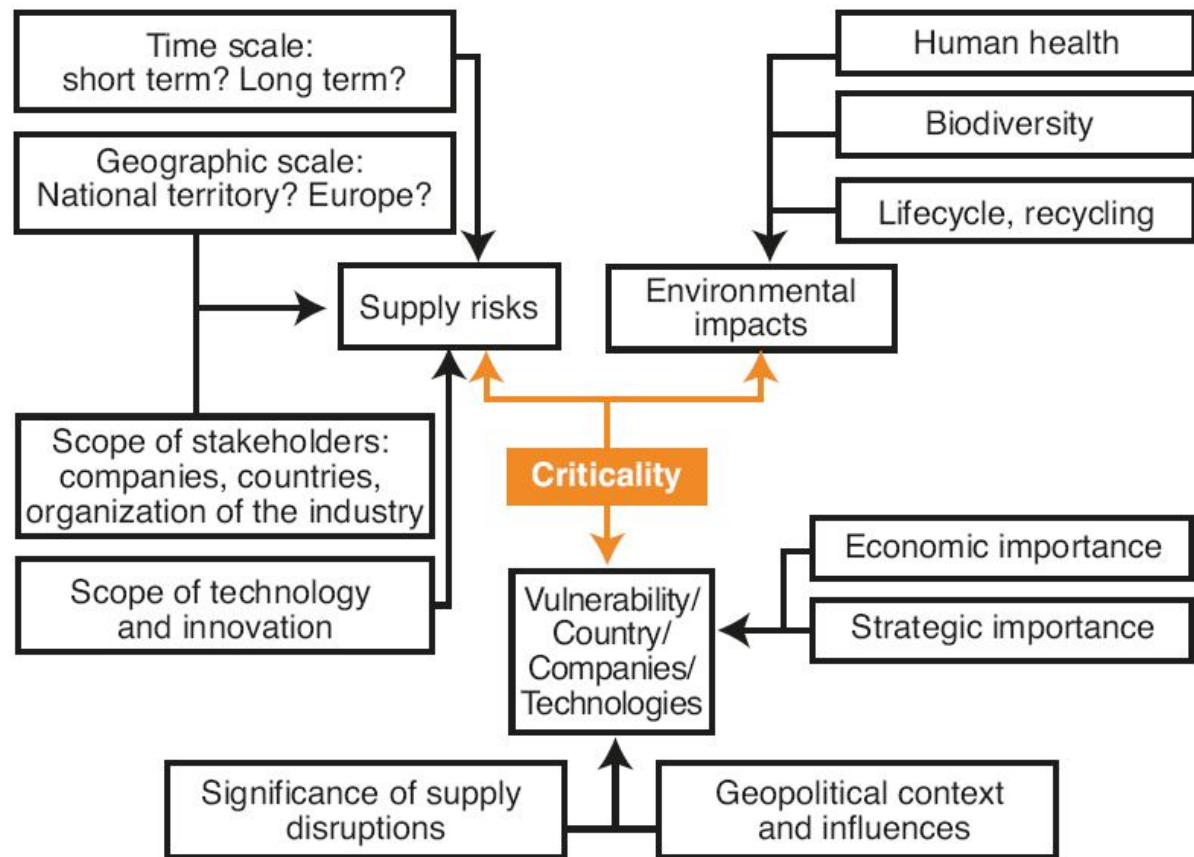 Time scale:
short term? Long term?
Human health
Biodiversity
Geographic scale:
National territory? Europe?
Lifecycle, recycling
Supply risks
Environmental
impacts
Scope of stakeholders:
companies, countries,
organization of the industry
Criticality
Economic importance
Scope of technology
and innovation
Vulnerability/
Country/
Companies/
Technologies
Strategic importance
Significance of supply
disruptions
Geopolitical context
and influences